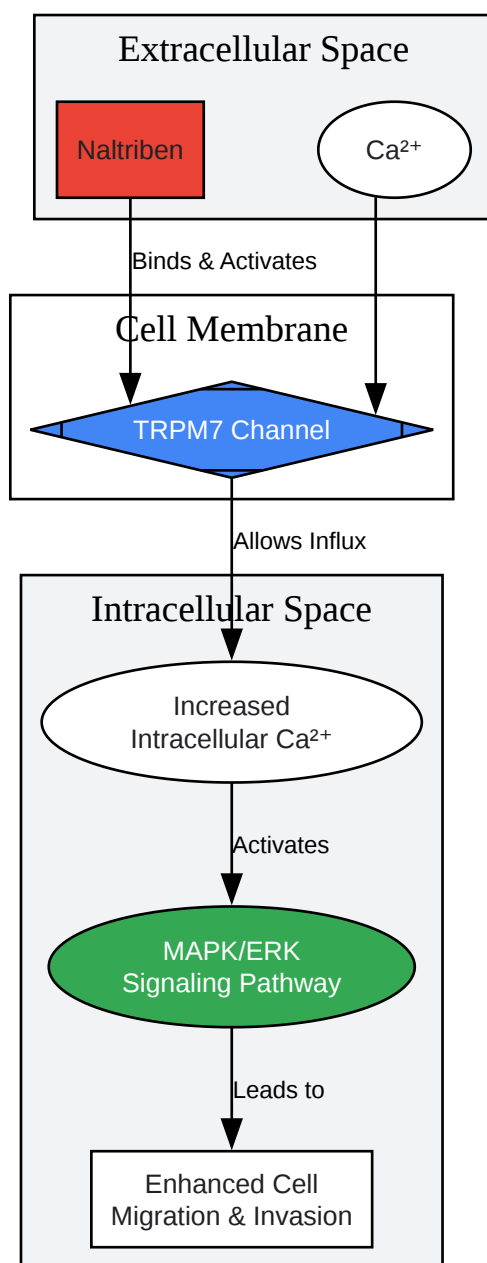 Extracellular Space
Naltriben
Ca²⁺
Binds & Activates
Cell Membrane
TRPM7 Channel
Allows Influx
Intracellular Space
Increased
Intracellular Ca²⁺
Activates
MAPK/ERK
Signaling Pathway
Leads to
Enhanced Cell
Migration & Invasion